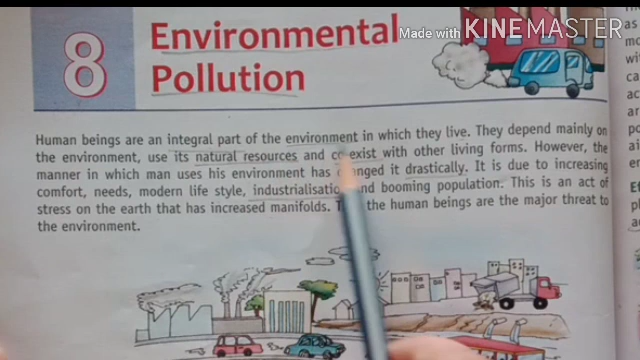 Made with KINEMASTER
8
Environmental
Pollution
Human beings are an integral part of the environment in which they live. They depend mainly on
the environment, use its natural resources and co-exist with other living forms. However, the
manner in which man uses his environment has changed it drastically. It is due to increasing
comfort, needs, modern life style, industrialisation and booming population. This is an act of
stress on the earth that has increased manifolds. the human beings are the major threat to
the environment.
as